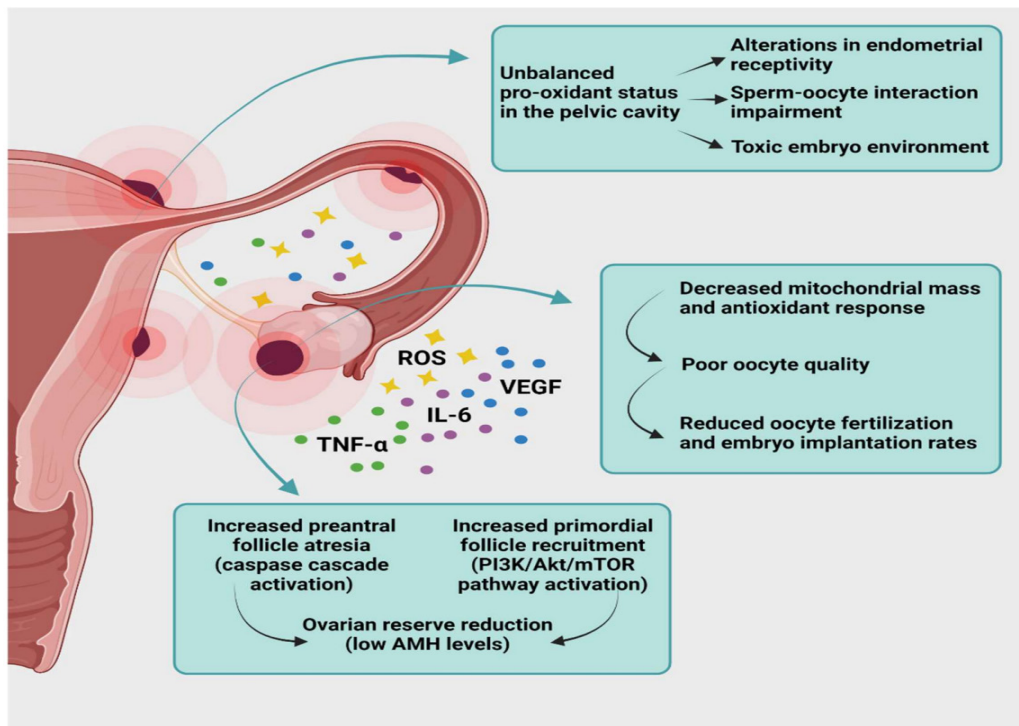 Unbalanced
pro-oxidant status
in the pelvic cavity
Alterations in endometrial
receptivity
Sperm-oocyte interaction
impairment
Toxic embryo environment
Decreased mitochondrial mass
and antioxidant response
Poor oocyte quality
Reduced oocyte fertilization
and embryo implantation rates
ROS
VEGF
IL-6
TNF-α
Increased preantral
follicle atresia
(caspase cascade
activation)
Increased primordial
follicle recruitment
(PI3K/Akt/mTOR
pathway activation)
Ovarian reserve reduction
(low AMH levels)